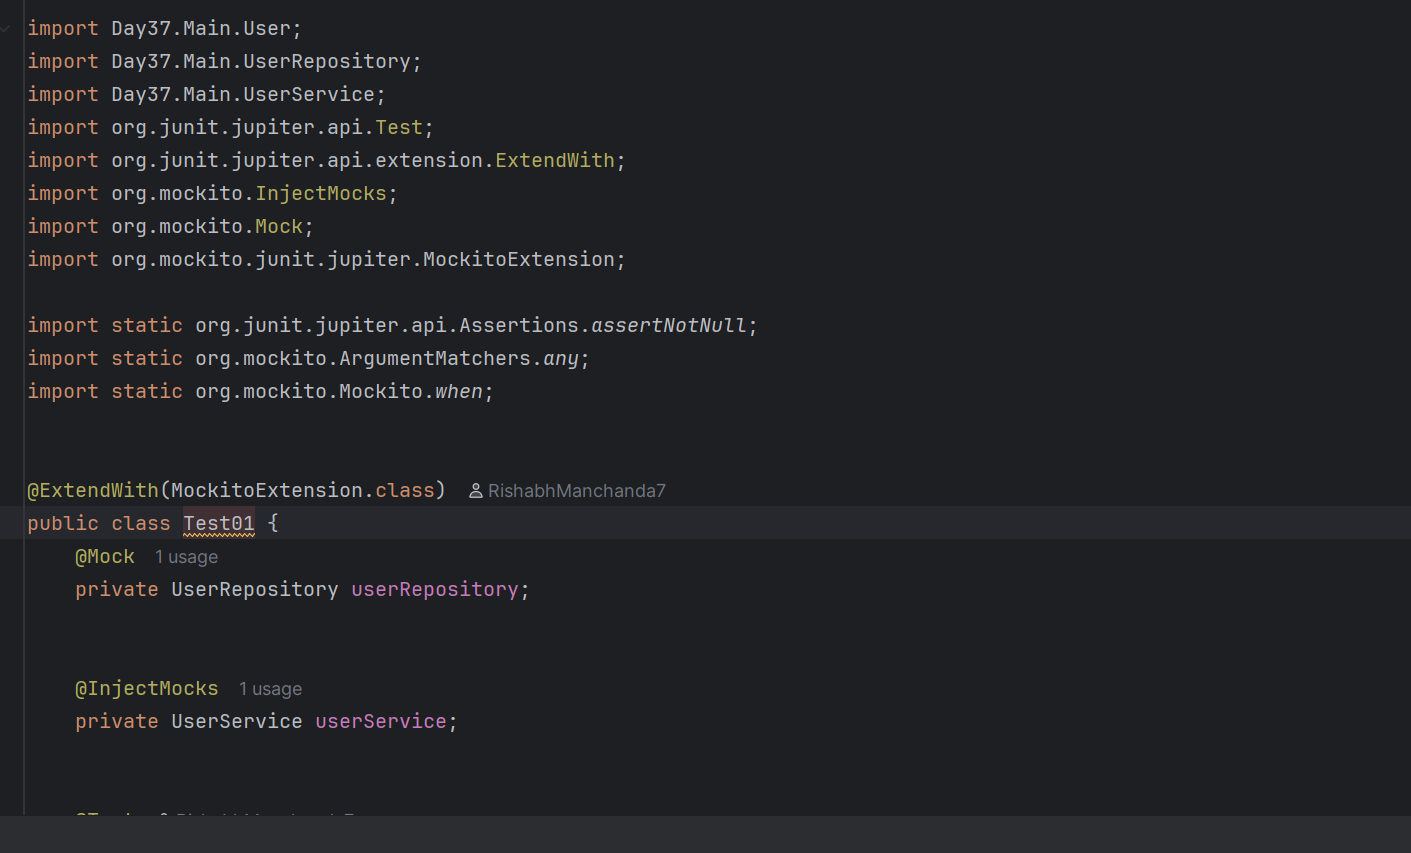 import Day37.Main.User;
import Day37.Main.UserRepository;
import Day37.Main.UserService;
import org.junit.jupiter.api.Test;
import org.junit.jupiter.api.extension.ExtendWith;
import org.mockito.InjectMocks;
import org.mockito.Mock;
import org.mockito.junit.jupiter.MockitoExtension;
import static org.junit.jupiter.api.Assertions.assertNotNull;
import static org.mockito.ArgumentMatchers.any;
import static org.mockito.Mockito.when;
@ExtendWith(MockitoExtension.class) RishabhManchanda7
public class Test01 {
@Mock 1 usage
private UserRepository userRepository;
@InjectMocks 1 usage
private UserService userService;